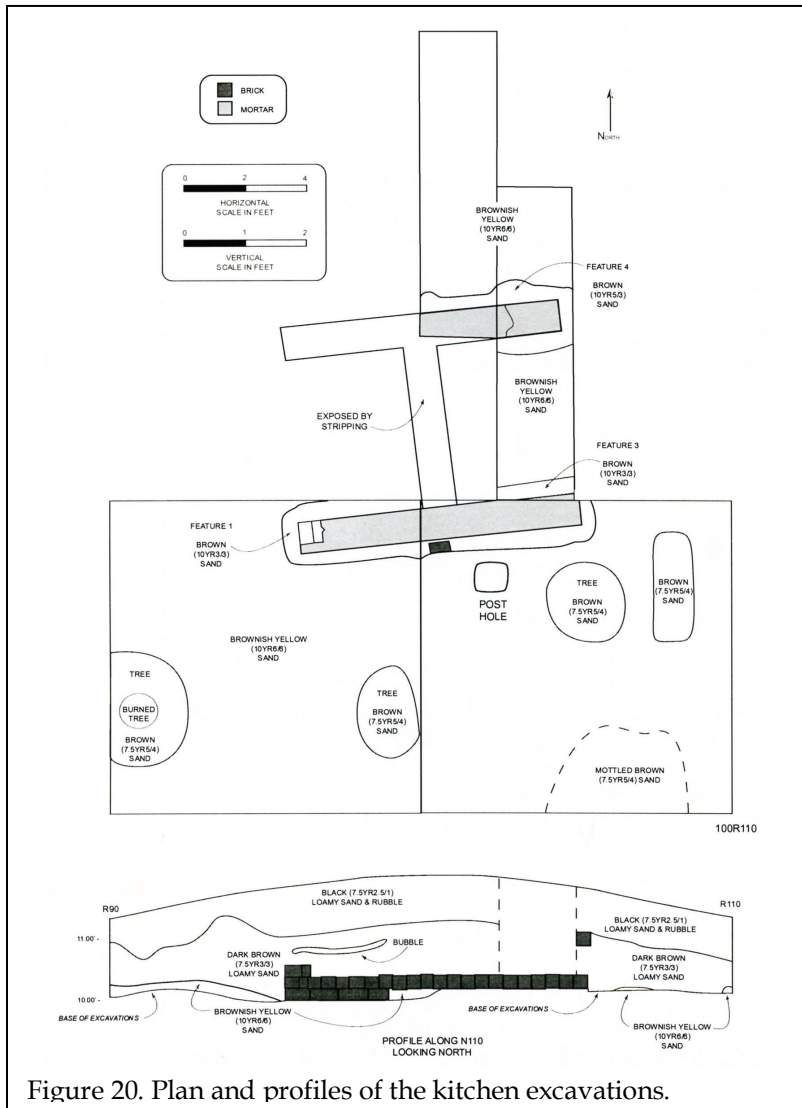 BRICK
MORTAR
NORTH
0 2 4
HORIZONTAL
SCALE IN FEET
0 1 2
VERTICAL
SCALE IN FEET
BROWNISH
YELLOW
(10YR6/6)
SAND
FEATURE 4
BROWN
(10YR5/3)
SAND
EXPOSED BY
STRIPPING
BROWNISH
YELLOW
(10YR6/6)
SAND
FEATURE 3
BROWN
(10YR3/3)
SAND
FEATURE 1
BROWN
(10YR3/3)
SAND
POST
HOLE
TREE
BROWN
(7.5YR5/4)
SAND
BROWN
(7.5YR5/4)
SAND
BROWNISH YELLOW
(10YR6/6)
SAND
TREE
BURNED
TREE
BROWN
(7.5YR5/4)
SAND
TREE
BROWN
(7.5YR5/4)
SAND
MOTTLED BROWN
(7.5YR5/4) SAND
100R110
R90
BLACK (7.5YR2.5/1)
LOAMY SAND & RUBBLE
R110
11.00'
BLACK (7.5YR2.5/1)
LOAMY SAND & RUBBLE
DARK BROWN
(7.5YR3/3)
LOAMY SAND
BUBBLE
DARK BROWN
(7.5YR3/3)
LOAMY SAND
10.00'
BASE OF EXCAVATIONS
BROWNISH YELLOW
(10YR6/6)
SAND
BASE OF EXCAVATIONS
BROWNISH YELLOW
(10YR6/6)
SAND
PROFILE ALONG N110
LOOKING NORTH
Figure 20. Plan and profiles of the kitchen excavations.